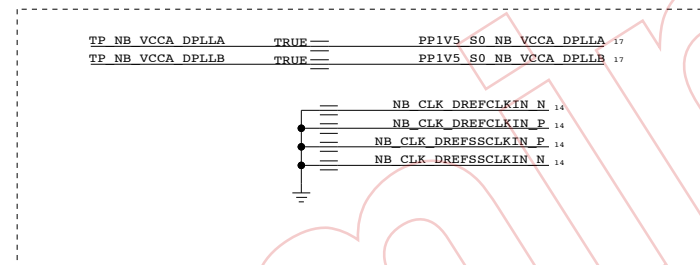 TP_NB_VCCA_DPLLA TRUE PP1V5_S0_NB_VCCA_DPLLA 17
TP_NB_VCCA_DPLLB TRUE PP1V5_S0_NB_VCCA_DPLLB 17
NB_CLK_DREFCLKIN_N 14
NB_CLK_DREFCLKIN_P 14
NB_CLK_DREFSSCLKIN_P 14
NB_CLK_DREFSSCLKIN_N 14